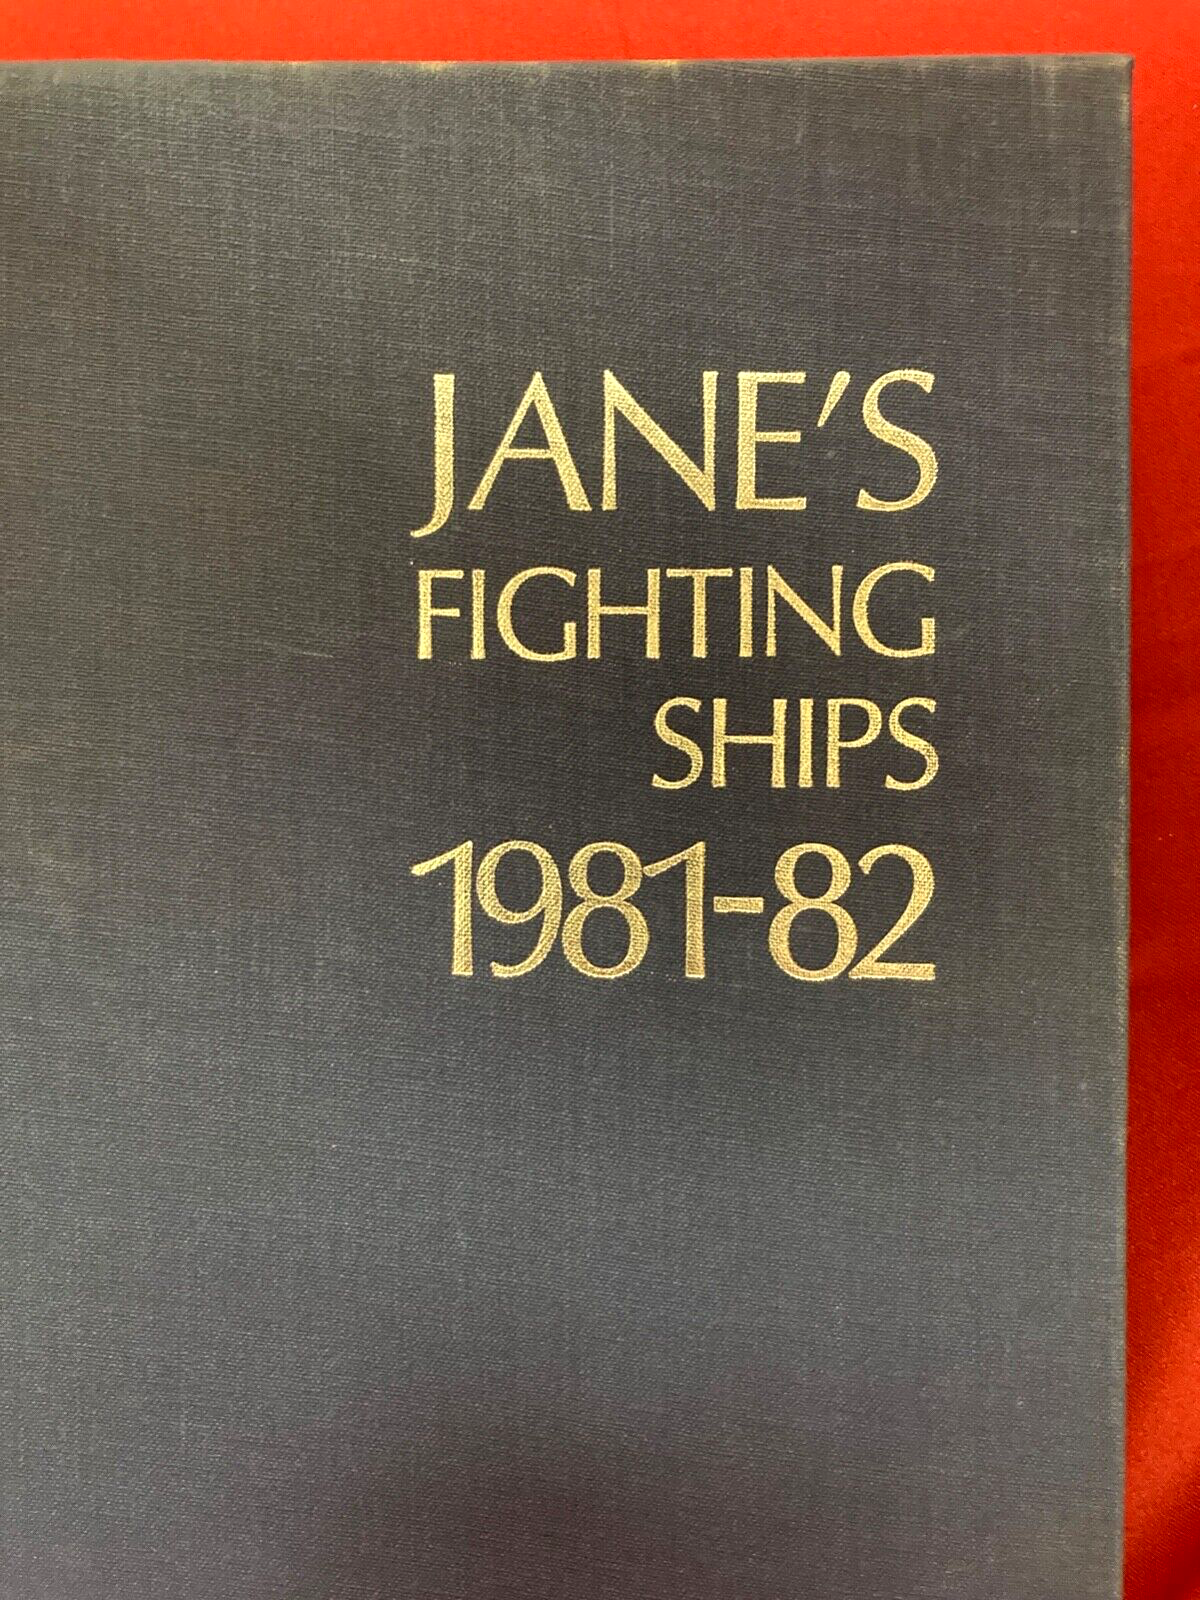 JANE'S
FIGHTING
SHIPS
1981-82